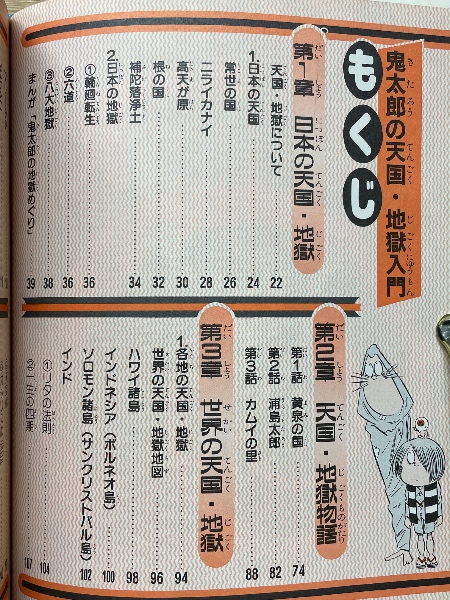 鬼太郎の天国・地獄入門
もくじ
第1章 日本の天国・地獄
天国・地獄について 22
1.日本の天国 24
常世の国 26
ニライカナイ 28
高天が原 30
根の国 32
補陀落浄土 34
2.日本の地獄
①輪廻転生 36
②六道 36
③八大地獄 38
まんが「鬼太郎の地獄めぐり」 39
第2章 天国・地獄物語
第1話 黄泉の国 74
第2話 浦島太郎 82
第3話 カムイの里 88
第3章 世界の天国・地獄
1.各地の天国・地獄 94
世界の天国・地獄地図 96
ハワイ諸島 98
インドネシア(ボルネオ島) 100
ソロモン諸島(サンクリストバル島) 102
インド
①リタの法則 104
107